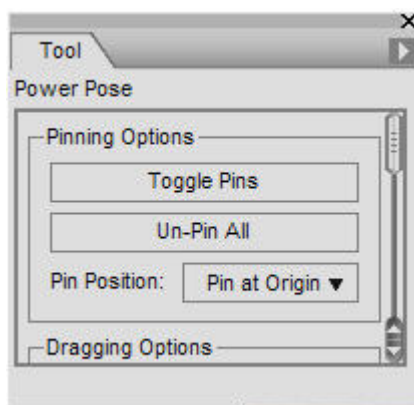 Tool
Power Pose
Pinning Options
Toggle Pins
Un-Pin All
Pin Position: Pin at Origin
Dragging Options